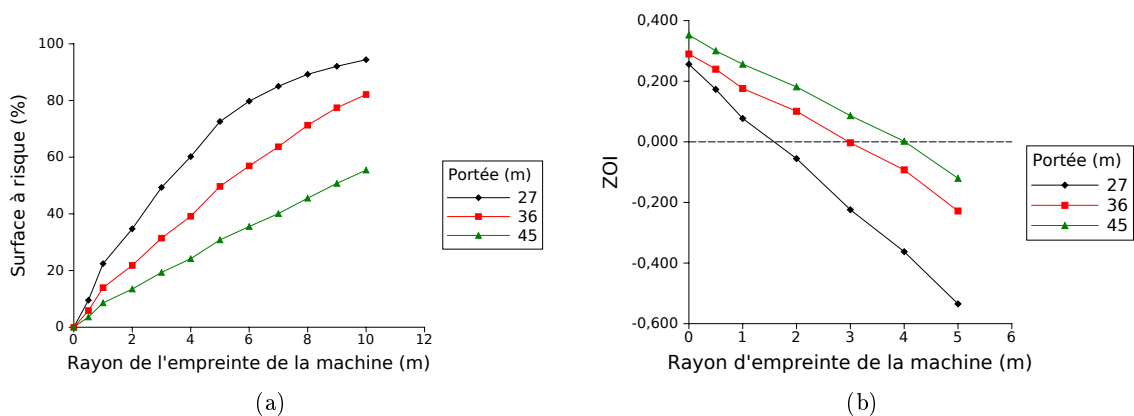 100
80
60
40
20
0
Surface à risque (%)
0 2 4 6 8 10 12
Rayon de l'empreinte de la machine (m)
Portée (m)
27
36
45
(a)
0,400
0,200
0,000
-0,200
-0,400
-0,600
ZOI
0 1 2 3 4 5 6
Rayon d'empreinte de la machine (m)
Portée (m)
27
36
45
(b)